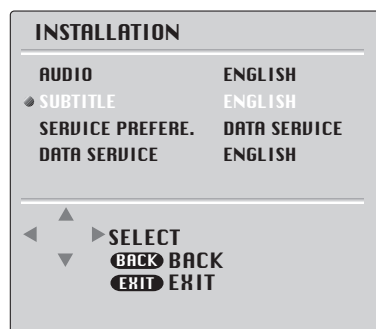 INSTALLATION
AUDIO ENGLISH
SUBTITLE ENGLISH
SERVICE PREFERE. DATA SERVICE
DATA SERVICE ENGLISH
SELECT
BACK BACK
EXIT EXIT